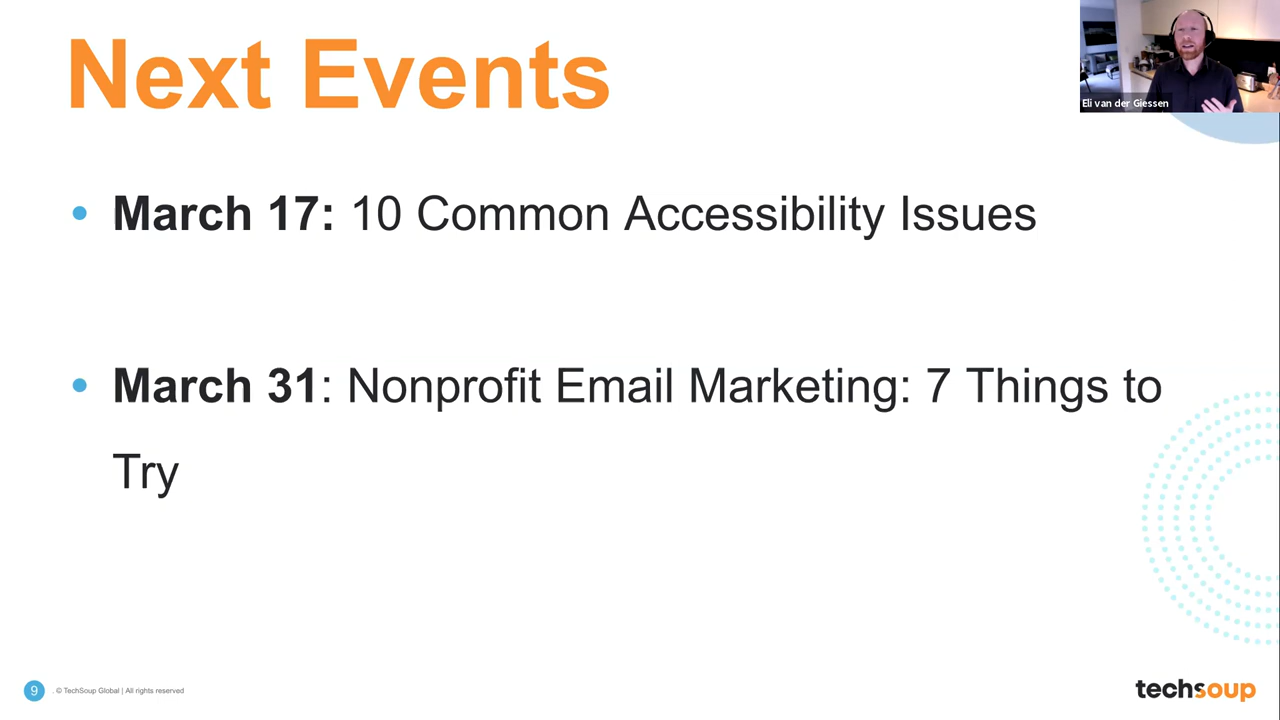 Next Events
Eli van der Giessen
• March 17: 10 Common Accessibility Issues
• March 31: Nonprofit Email Marketing: 7 Things to
Try
9
. © TechSoup Global | All rights reserved
techsoup